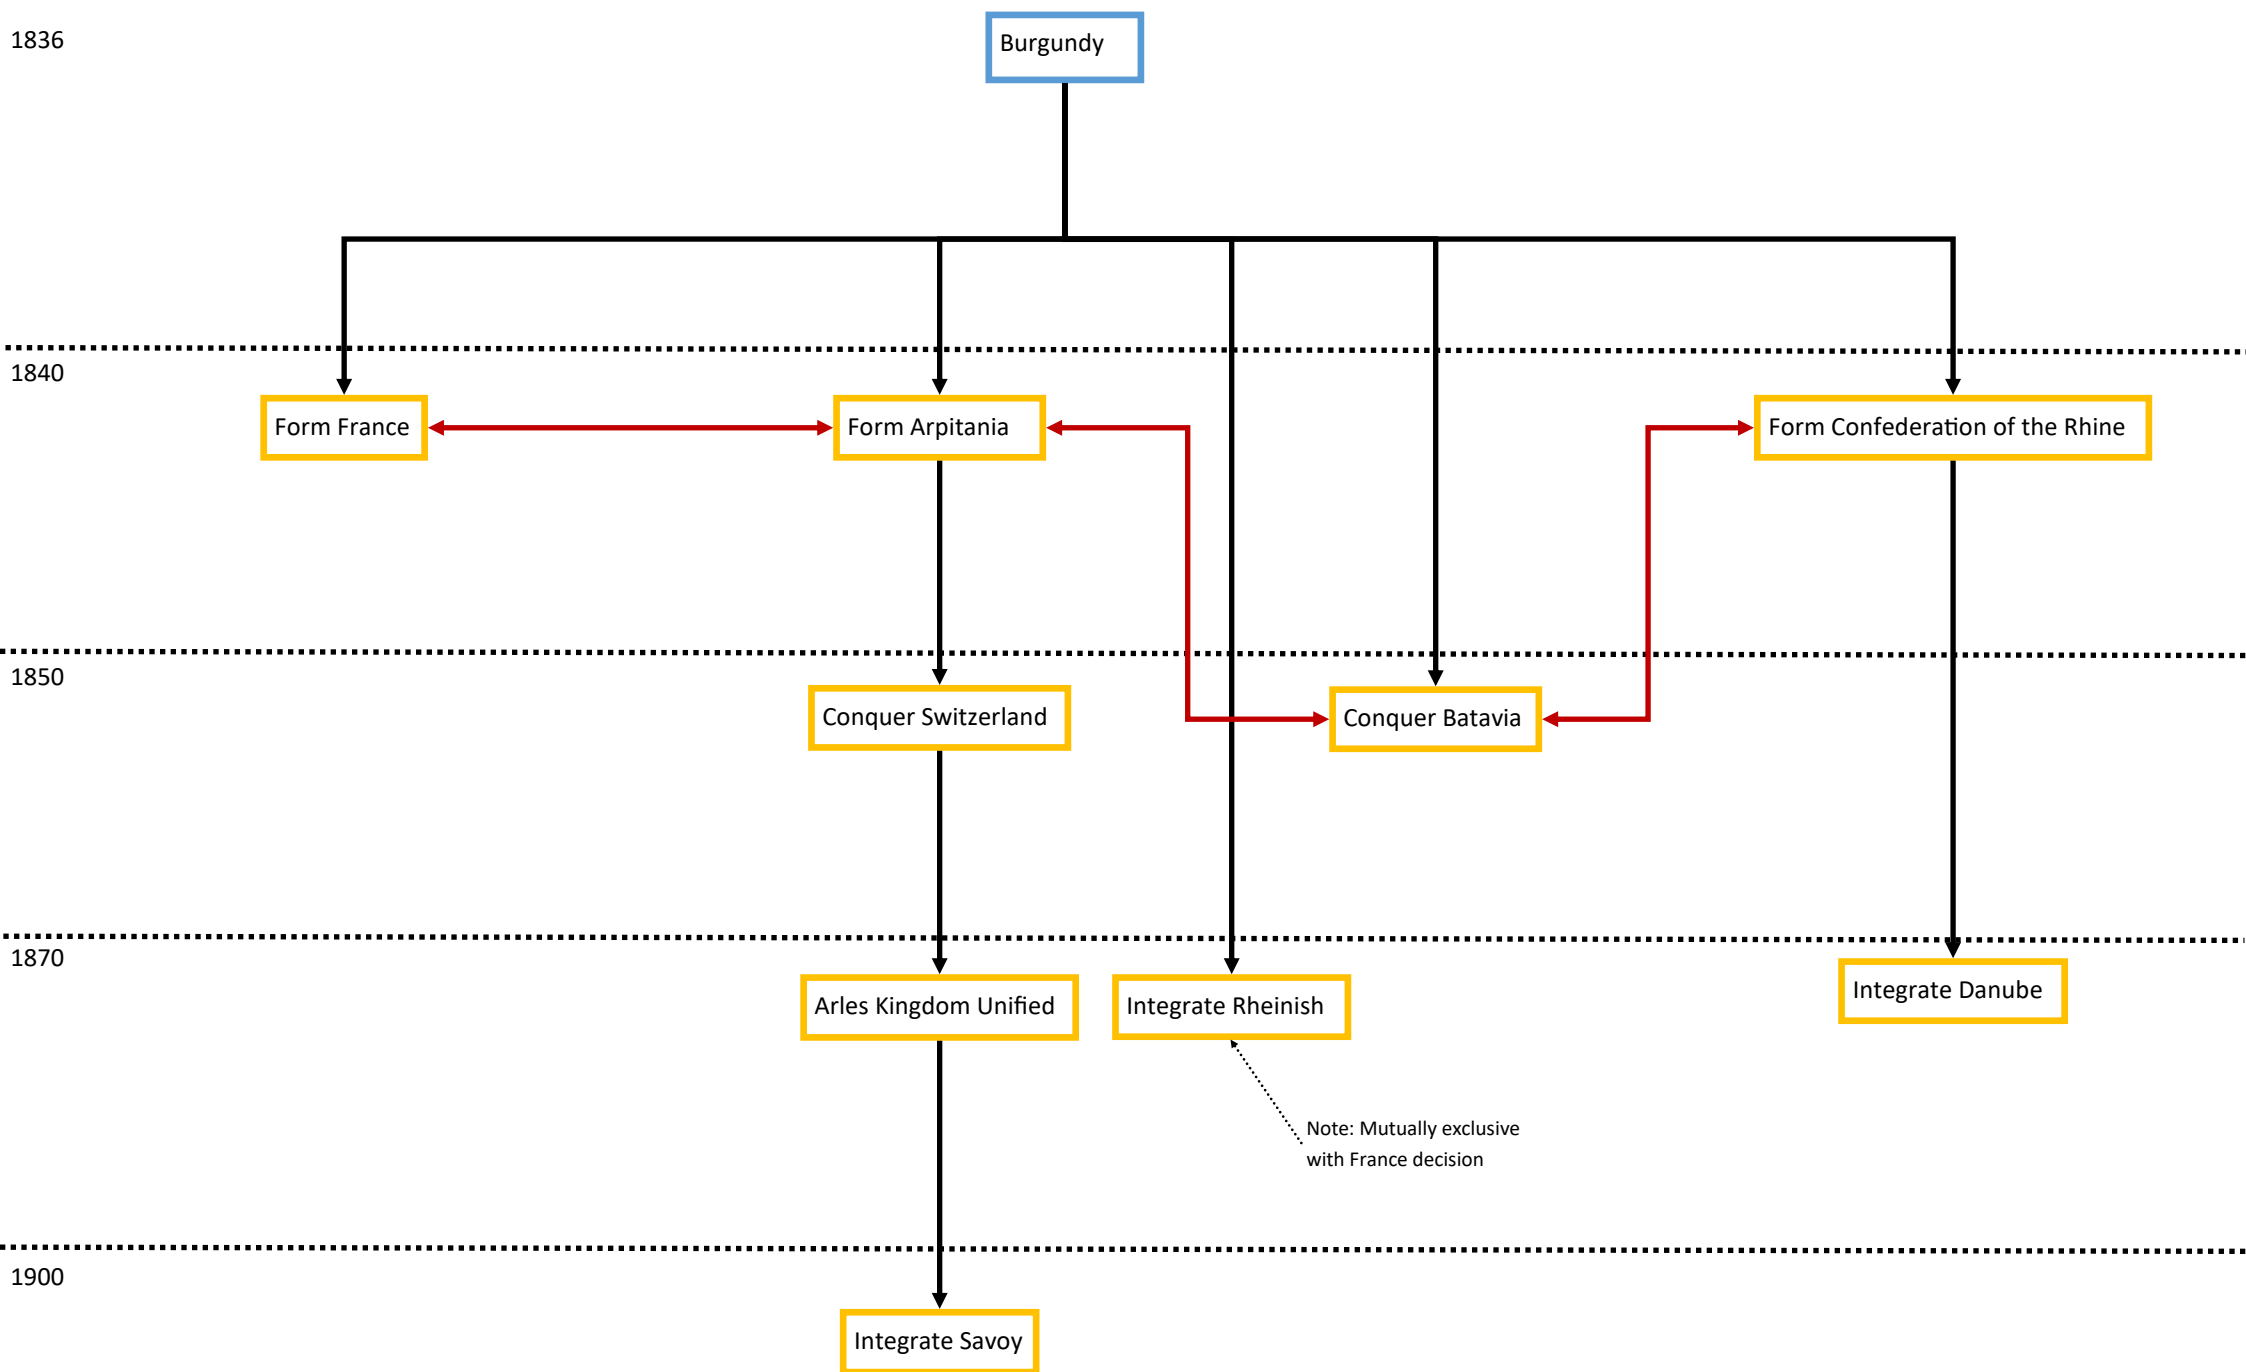 1836
Burgundy
1840
Form France
Form Arpitania
Form Confederation of the Rhine
1850
Conquer Switzerland
Conquer Batavia
1870
Arles Kingdom Unified
Integrate Rheinish
Integrate Danube
Note: Mutually exclusive
with France decision
1900
Integrate Savoy